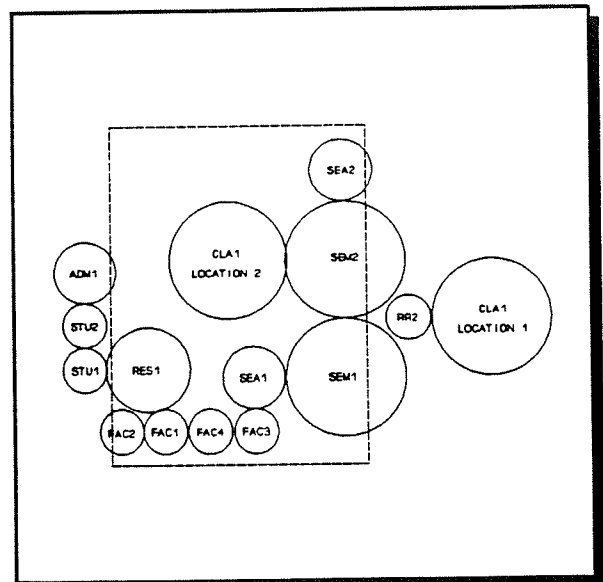 SEA2
CLA1
LOCATION 2
SEM2
ADM1
STU2
RR2
CLA1
LOCATION 1
STU1
RES1
SEA1
SEM1
FAC2
FAC1
FAC4
FAC3